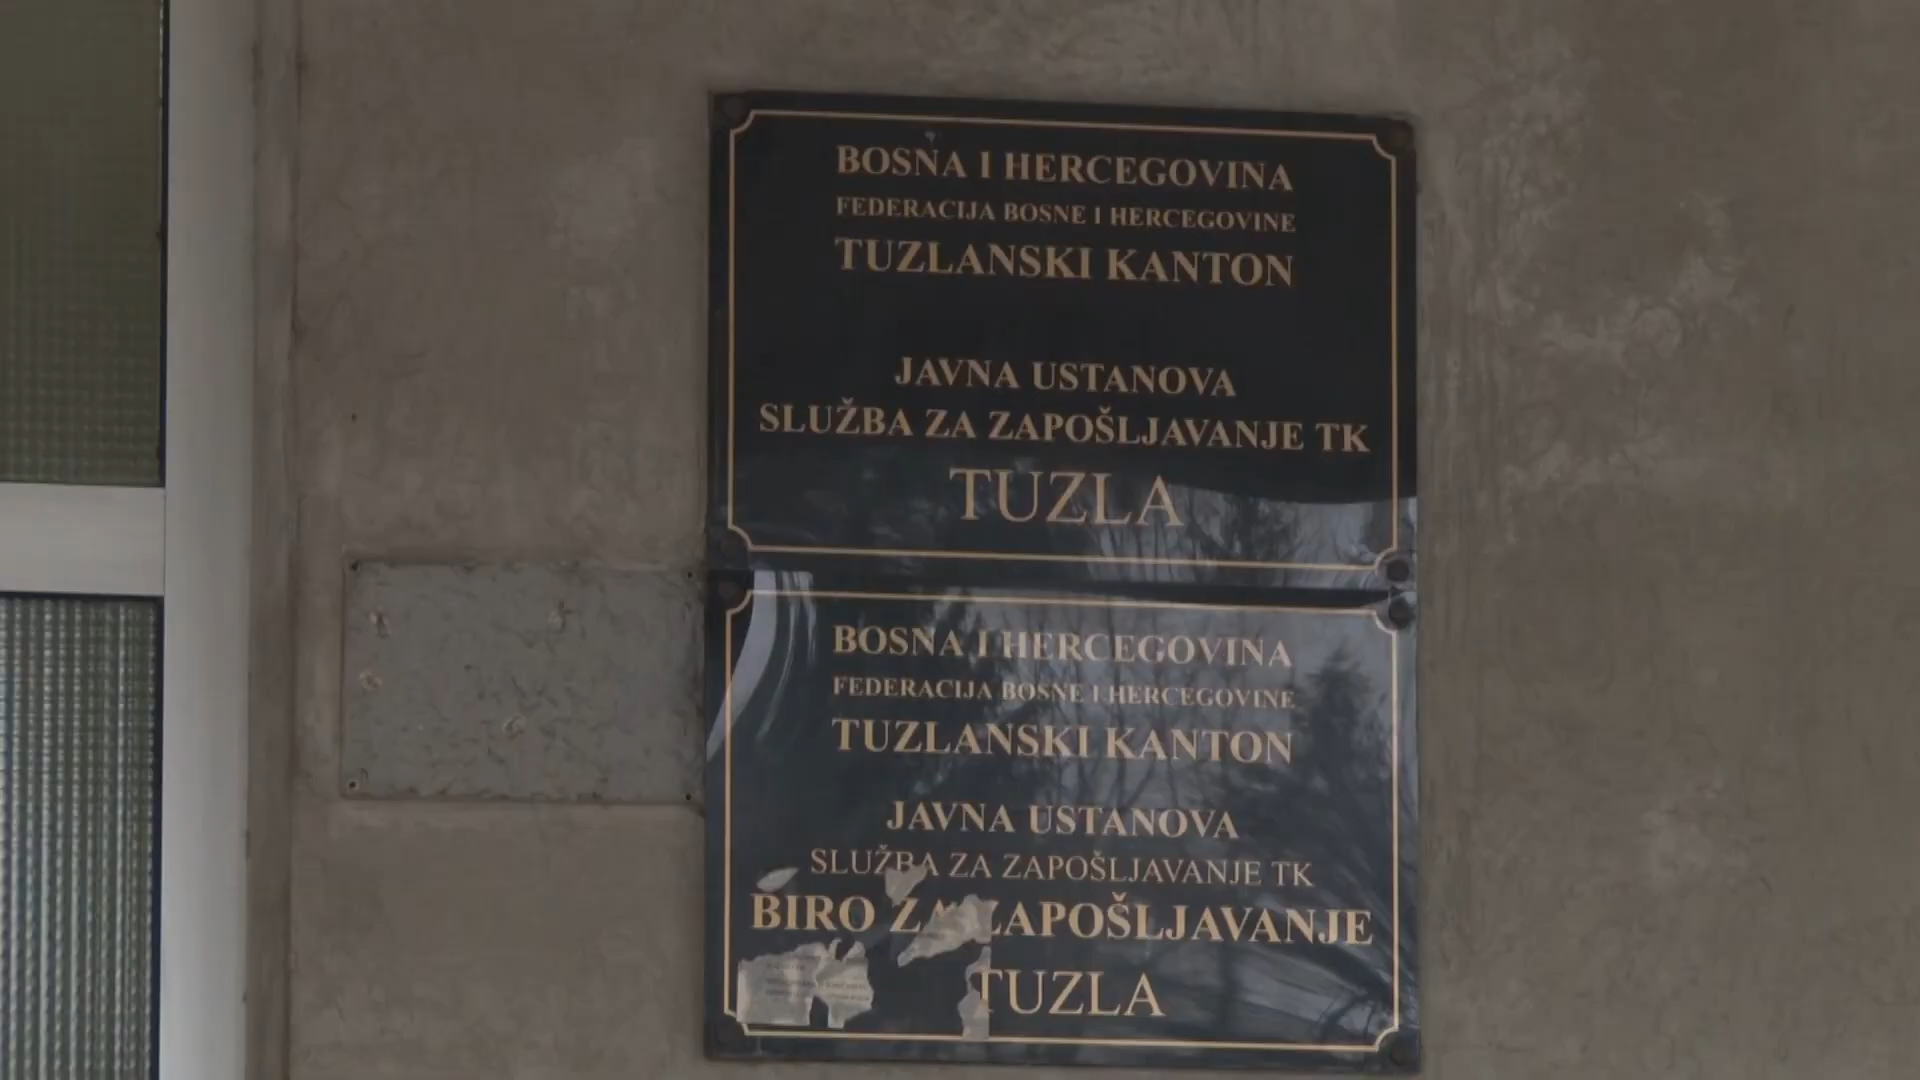 BOSNA I HERCEGOVINA
FEDERACIJA BOSNE I HERCEGOVINE
TUZLANSKI KANTON
JAVNA USTANOVA
SLUŽBA ZA ZAPOŠLJAVANJE TK
TUZLA
BOSNA I HERCEGOVINA
FEDERACIJA BOSNE I HERCEGOVINE
TUZLANSKI KANTON
JAVNA USTANOVA
SLUŽBA ZA ZAPOŠLJAVANJE TK
BIRO ZA ZAPOŠLJAVANJE
TUZLA